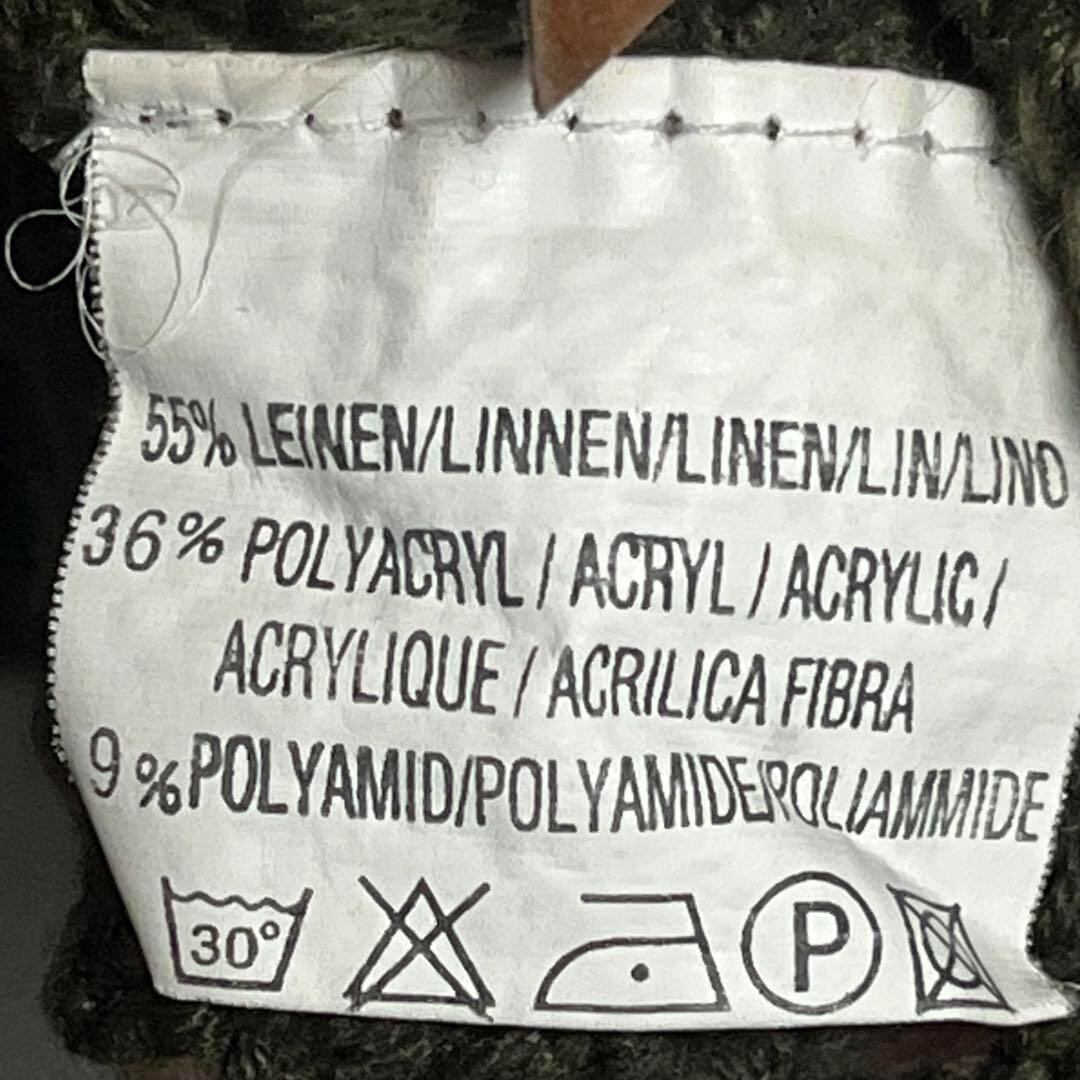 55% LEINEN/LINNEN/LINEN/LIN/LINO
36% POLYACRYL / ACRYL / ACRYLIC /
ACRYLIQUE / ACRILICA FIBRA
9 % POLYAMID/POLYAMIDE/POLIAMMIDE
30° P